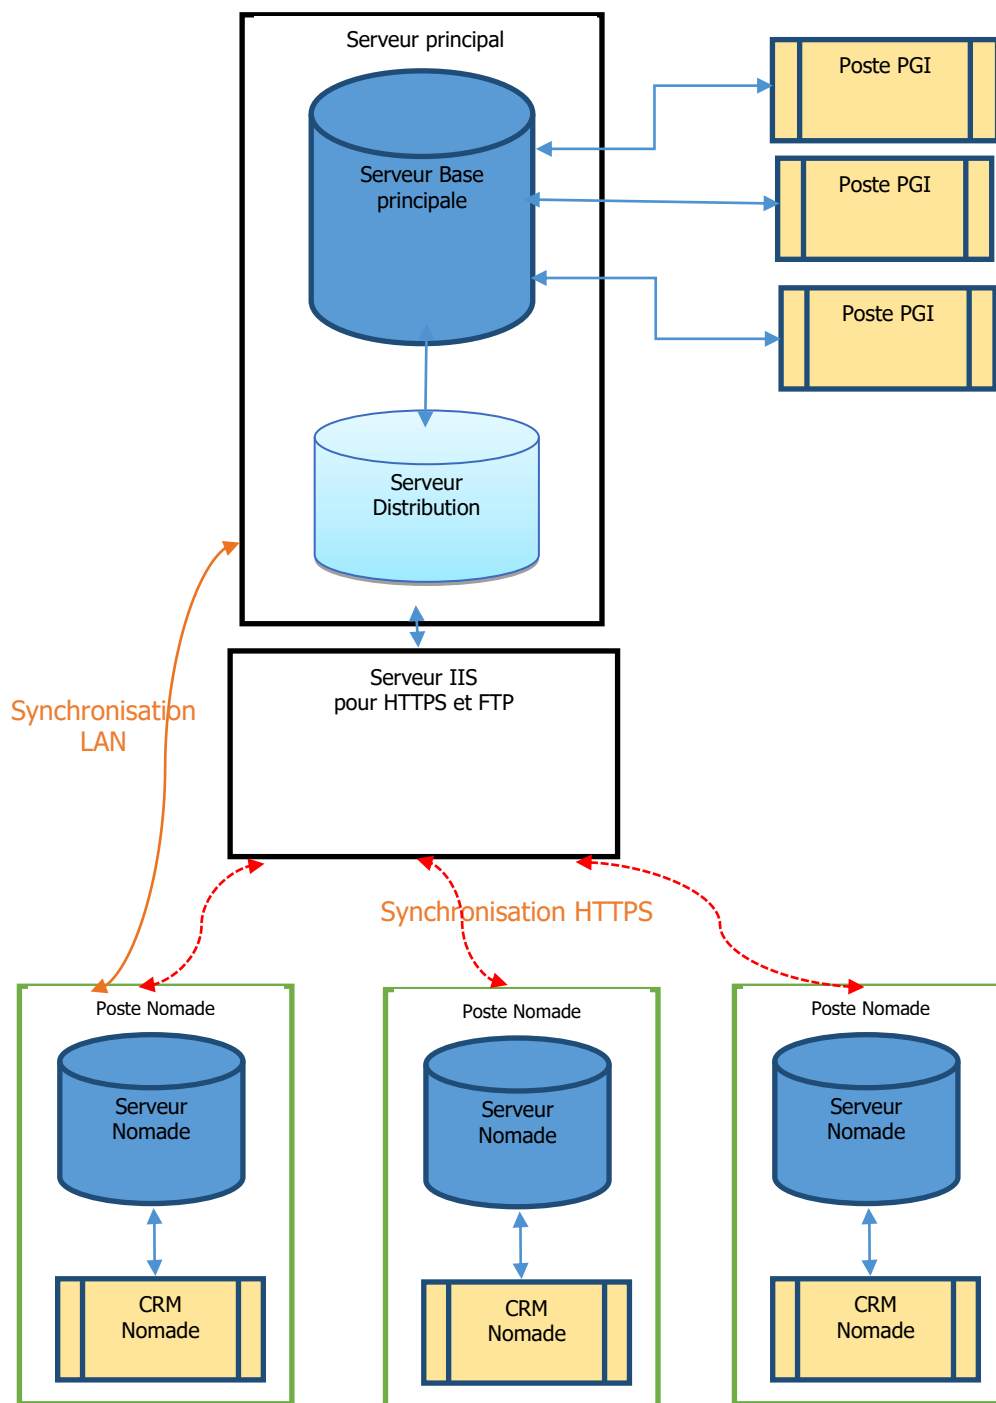 Serveur principal
Poste PGI
Serveur Base
principale
Poste PGI
Poste PGI
Serveur
Distribution
Serveur IIS
pour HTTPS et FTP
Synchronisation
LAN
Synchronisation HTTPS
Poste Nomade
Poste Nomade
Poste Nomade
Serveur
Nomade
Serveur
Nomade
Serveur
Nomade
CRM
Nomade
CRM
Nomade
CRM
Nomade